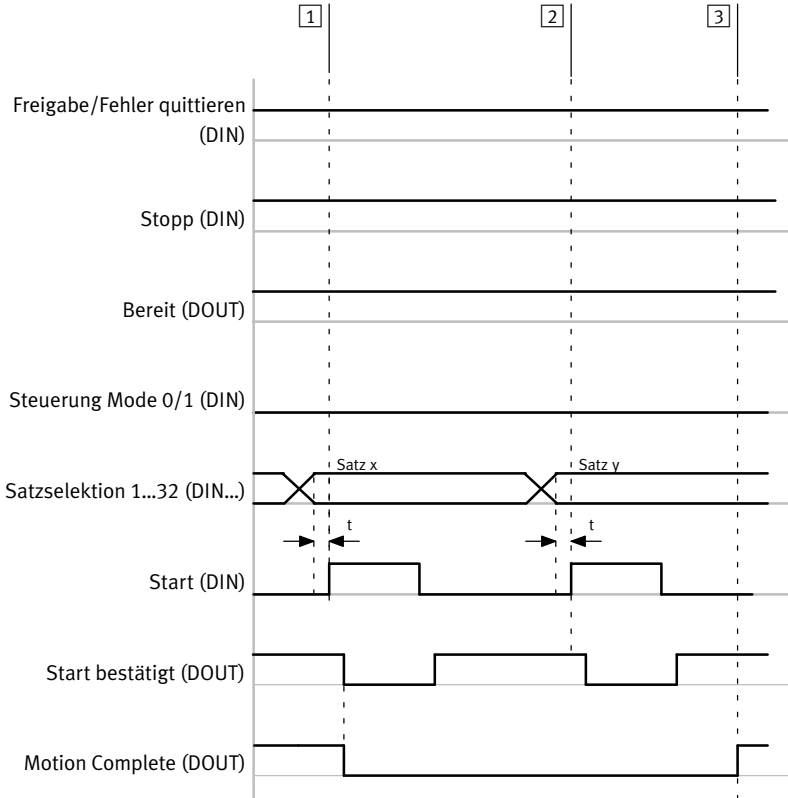 1
2
3
Freigabe/Fehler quittieren
(DIN)
Stopp (DIN)
Bereit (DOUT)
Steuerung Mode 0/1 (DIN)
Satz x
Satz y
Satzselektion 1...32 (DIN...)
t
t
Start (DIN)
Start bestätigt (DOUT)
Motion Complete (DOUT)